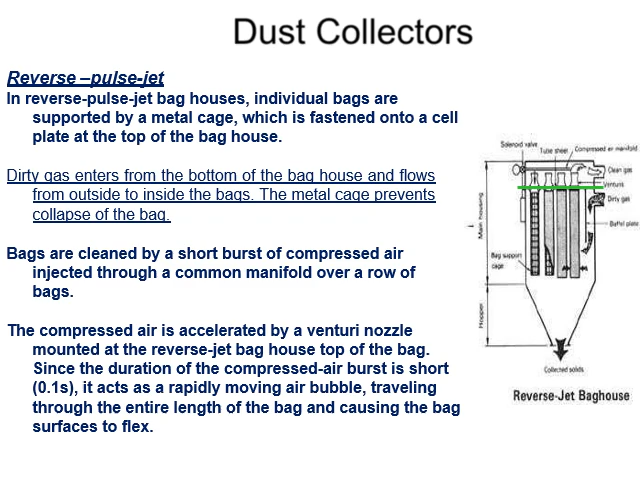 Dust Collectors
Reverse –pulse-jet
In reverse-pulse-jet bag houses, individual bags are
supported by a metal cage, which is fastened onto a cell
plate at the top of the bag house.
Dirty gas enters from the bottom of the bag house and flows
from outside to inside the bags. The metal cage prevents
collapse of the bag.
Bags are cleaned by a short burst of compressed air
injected through a common manifold over a row of
bags.
The compressed air is accelerated by a venturi nozzle
mounted at the reverse-jet bag house top of the bag.
Since the duration of the compressed-air burst is short
(0.1s), it acts as a rapidly moving air bubble, traveling
through the entire length of the bag and causing the bag
surfaces to flex.
Solenoid valve
Tube sheet
Compressed air manifold
Clean gas
Venturi
Dirty gas
Baffel plate
Main housing
Bag support
cage
Hopper
Collected solids
Reverse-Jet Baghouse